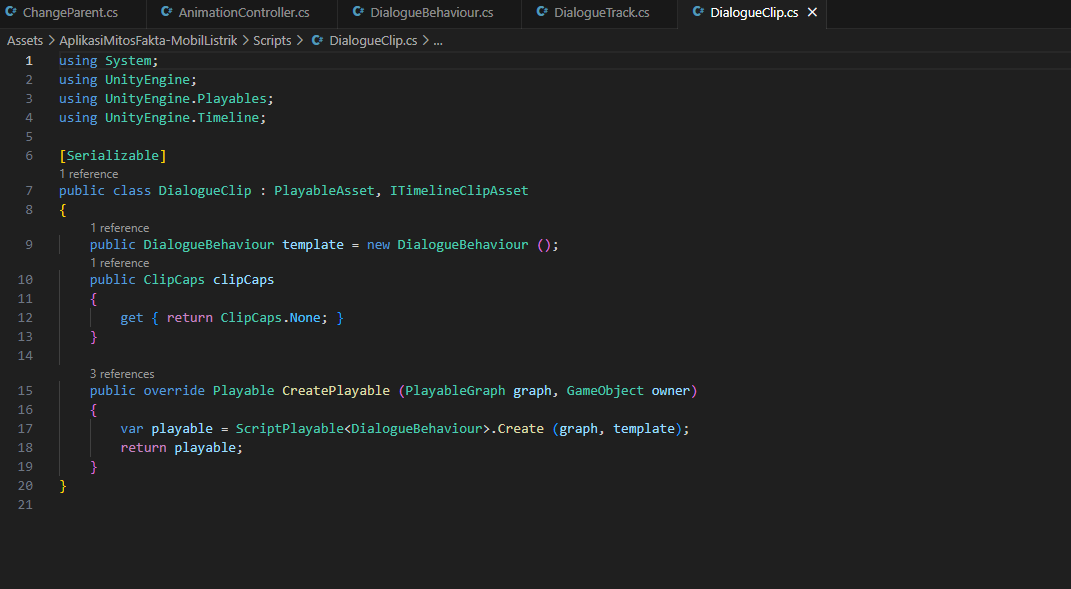 C# ChangeParent.cs C# AnimationController.cs C# DialogueBehaviour.cs C# DialogueTrack.cs C# DialogueClip.cs ✕
Assets > AplikasiMitosFakta-MobilListrik > Scripts > C# DialogueClip.cs > ...
1 using System;
2 using UnityEngine;
3 using UnityEngine.Playables;
4 using UnityEngine.Timeline;
5
6 [Serializable]
1 reference
7 public class DialogueClip : PlayableAsset, ITimelineClipAsset
8 {
1 reference
9 public DialogueBehaviour template = new DialogueBehaviour ();
1 reference
10 public ClipCaps clipCaps
11 {
12 get { return ClipCaps.None; }
13 }
14
3 references
15 public override Playable CreatePlayable (PlayableGraph graph, GameObject owner)
16 {
17 var playable = ScriptPlayable<DialogueBehaviour>.Create (graph, template);
18 return playable;
19 }
20 }
21